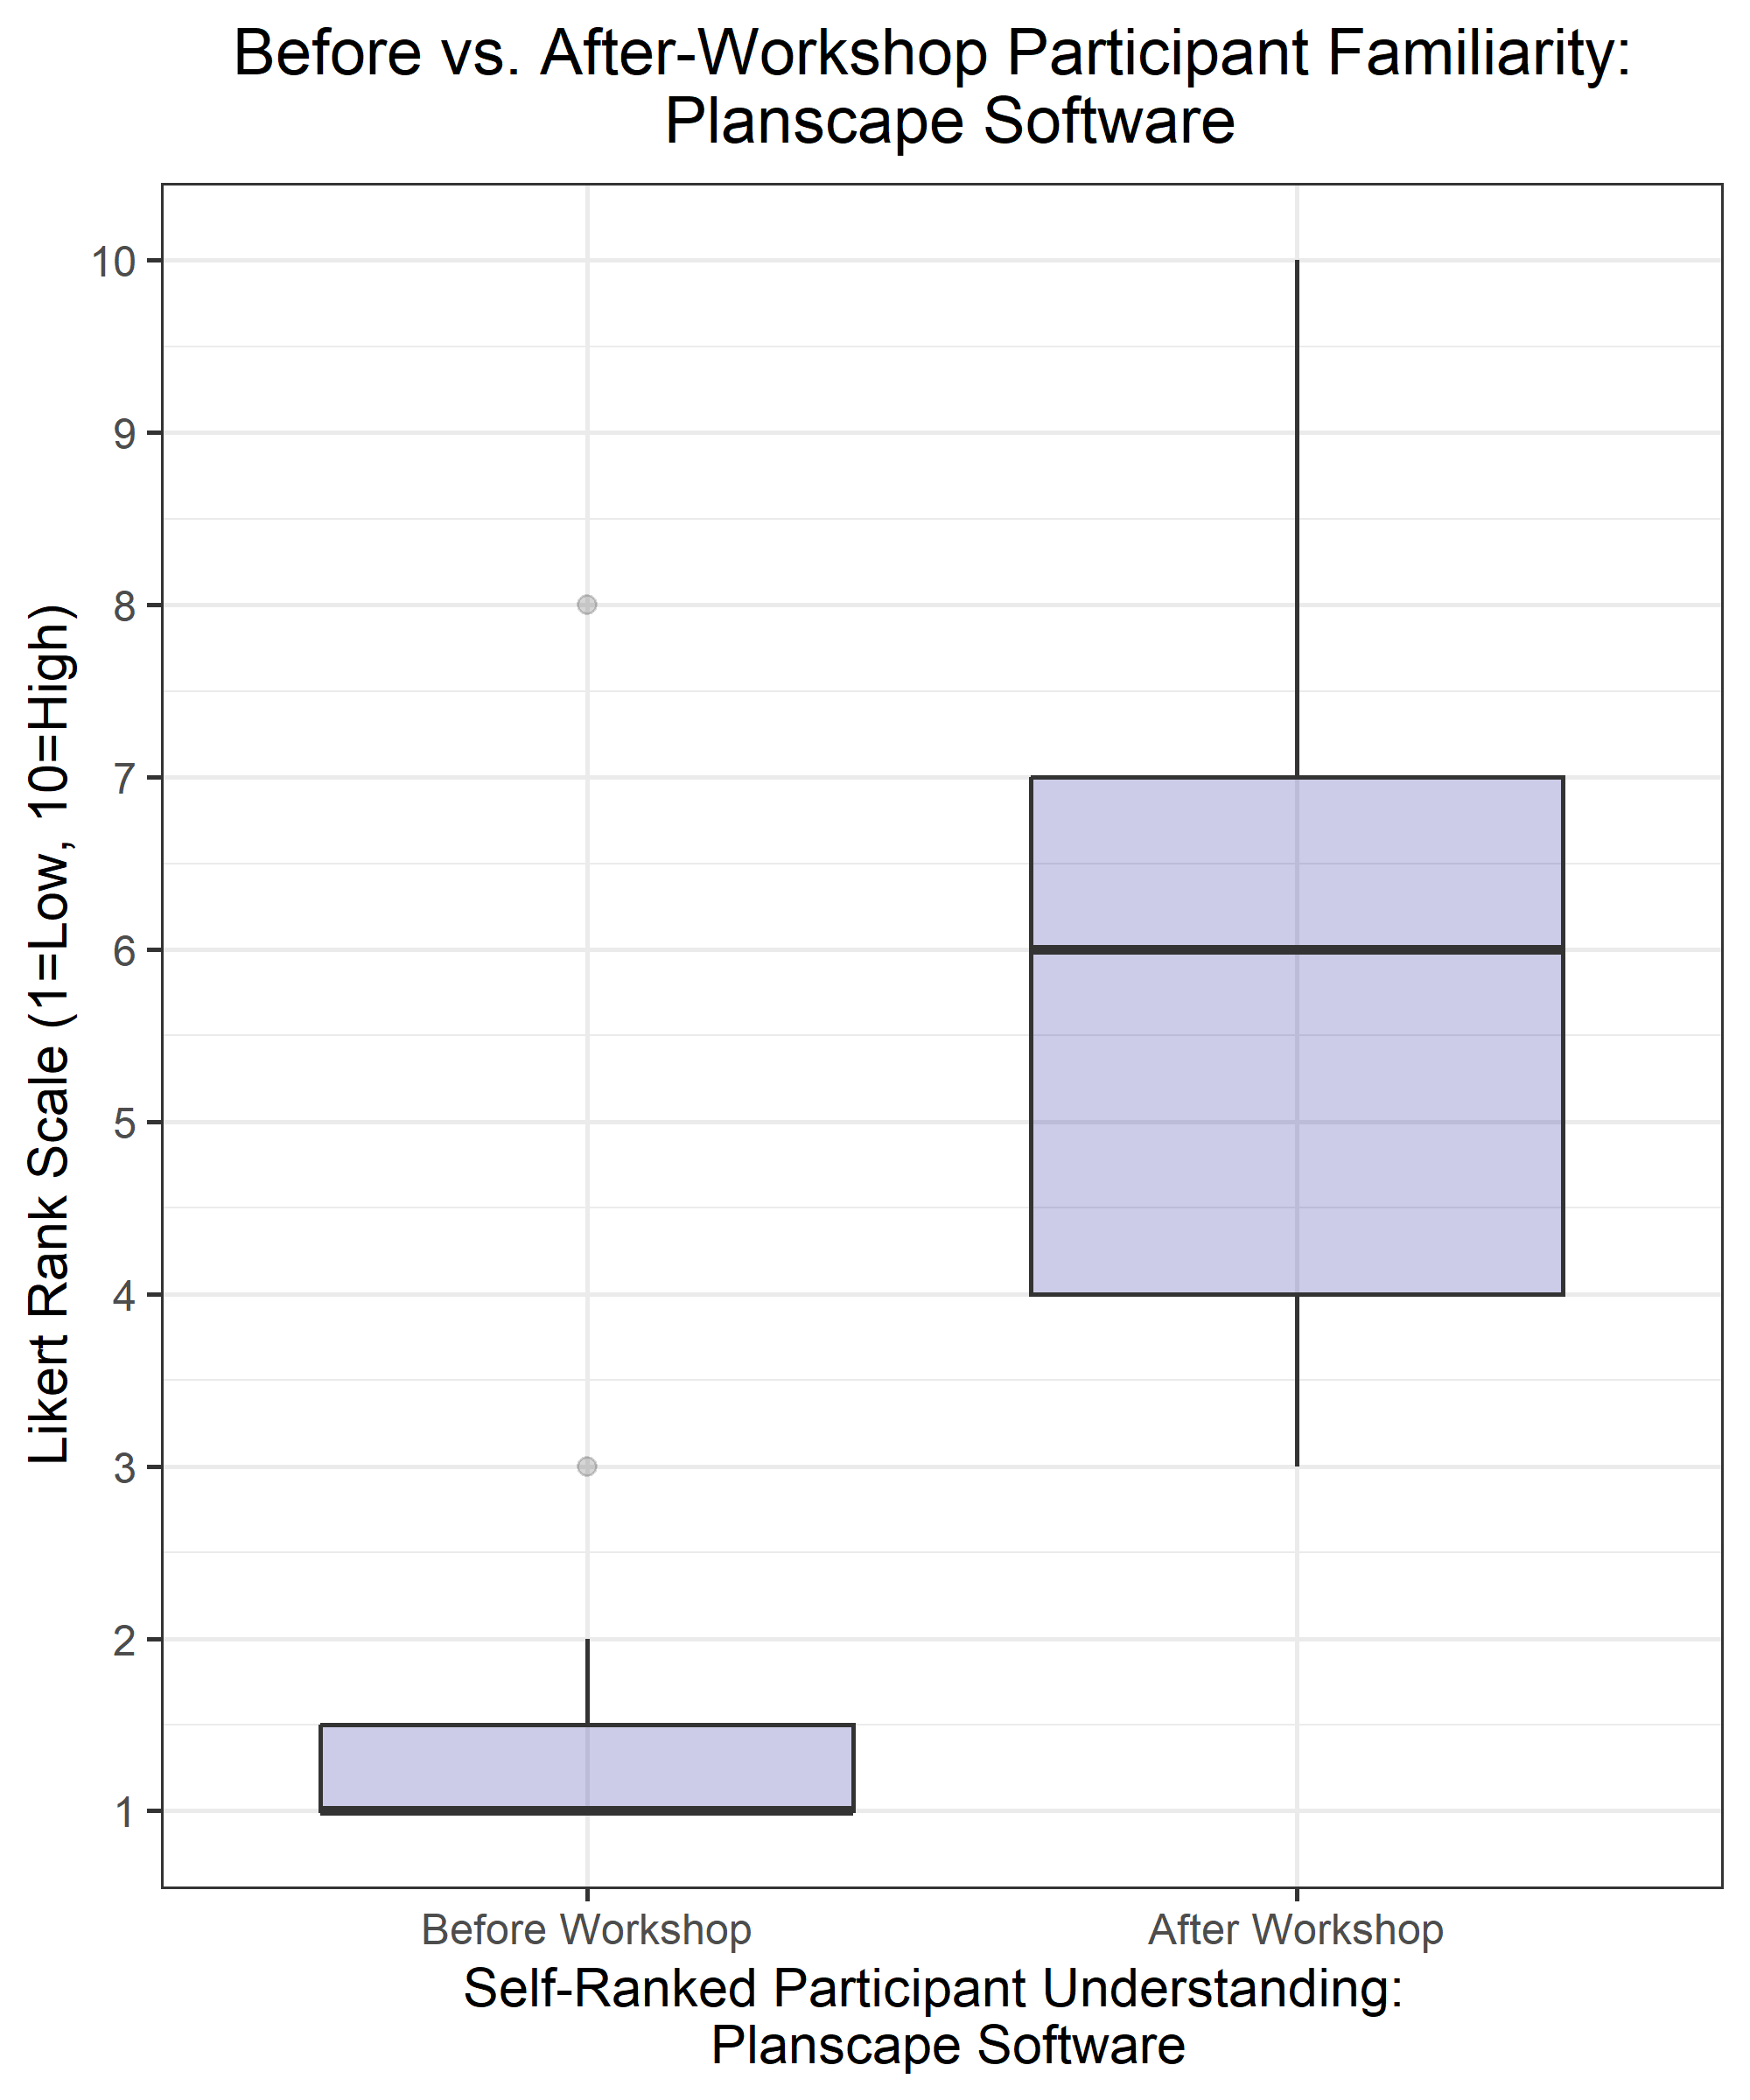 Before vs. After-Workshop Participant Familiarity:
Planscape Software
Likert Rank Scale (1=Low, 10=High)
10
9
8
7
6
5
4
3
2
1
Before Workshop
After Workshop
Self-Ranked Participant Understanding:
Planscape Software